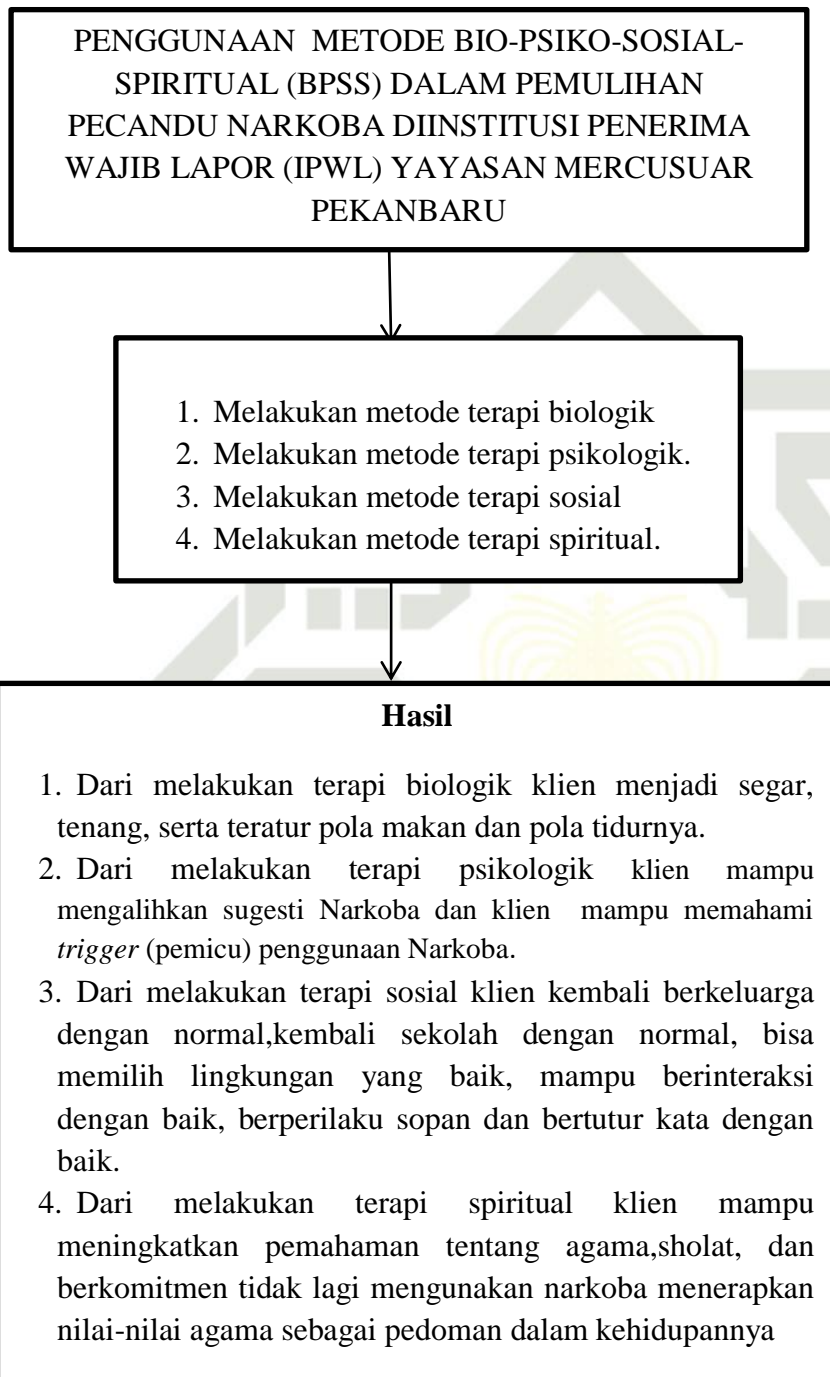 PENGGUNAAN METODE BIO-PSIKO-SOSIAL-
SPIRITUAL (BPSS) DALAM PEMULIHAN
PECANDU NARKOBA DIINSTITUSI PENERIMA
WAJIB LAPOR (IPWL) YAYASAN MERCUSUAR
PEKANBARU
1. Melakukan metode terapi biologik
2. Melakukan metode terapi psikologik.
3. Melakukan metode terapi sosial
4. Melakukan metode terapi spiritual.
Hasil
1. Dari melakukan terapi biologik klien menjadi segar,
tenang, serta teratur pola makan dan pola tidurnya.
2. Dari melakukan terapi psikologik klien mampu
mengalihkan sugesti Narkoba dan klien mampu memahami
trigger (pemicu) penggunaan Narkoba.
3. Dari melakukan terapi sosial klien kembali berkeluarga
dengan normal,kembali sekolah dengan normal, bisa
memilih lingkungan yang baik, mampu berinteraksi
dengan baik, berperilaku sopan dan bertutur kata dengan
baik.
4. Dari melakukan terapi spiritual klien mampu
meningkatkan pemahaman tentang agama,sholat, dan
berkomitmen tidak lagi mengunakan narkoba menerapkan
nilai-nilai agama sebagai pedoman dalam kehidupannya